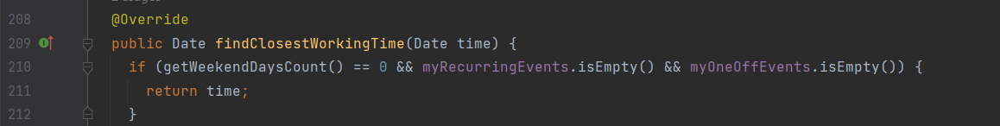 208 @Override
209 public Date findClosestWorkingTime(Date time) {
210 if (getWeekendDaysCount() == 0 && myRecurringEvents.isEmpty() && myOneOffEvents.isEmpty()) {
211 return time;
212 }